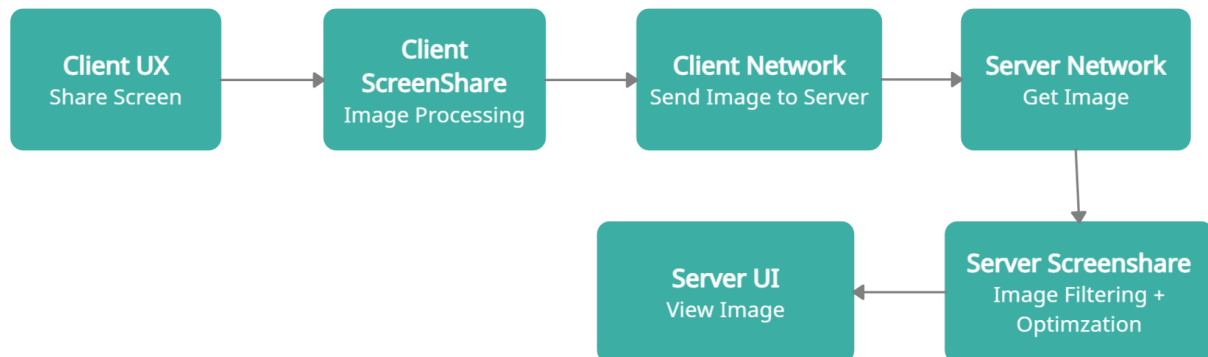 Client UX
Share Screen
Client
ScreenShare
Image Processing
Client Network
Send Image to Server
Server Network
Get Image
Server Screenshare
Image Filtering +
Optimzation
Server UI
View Image